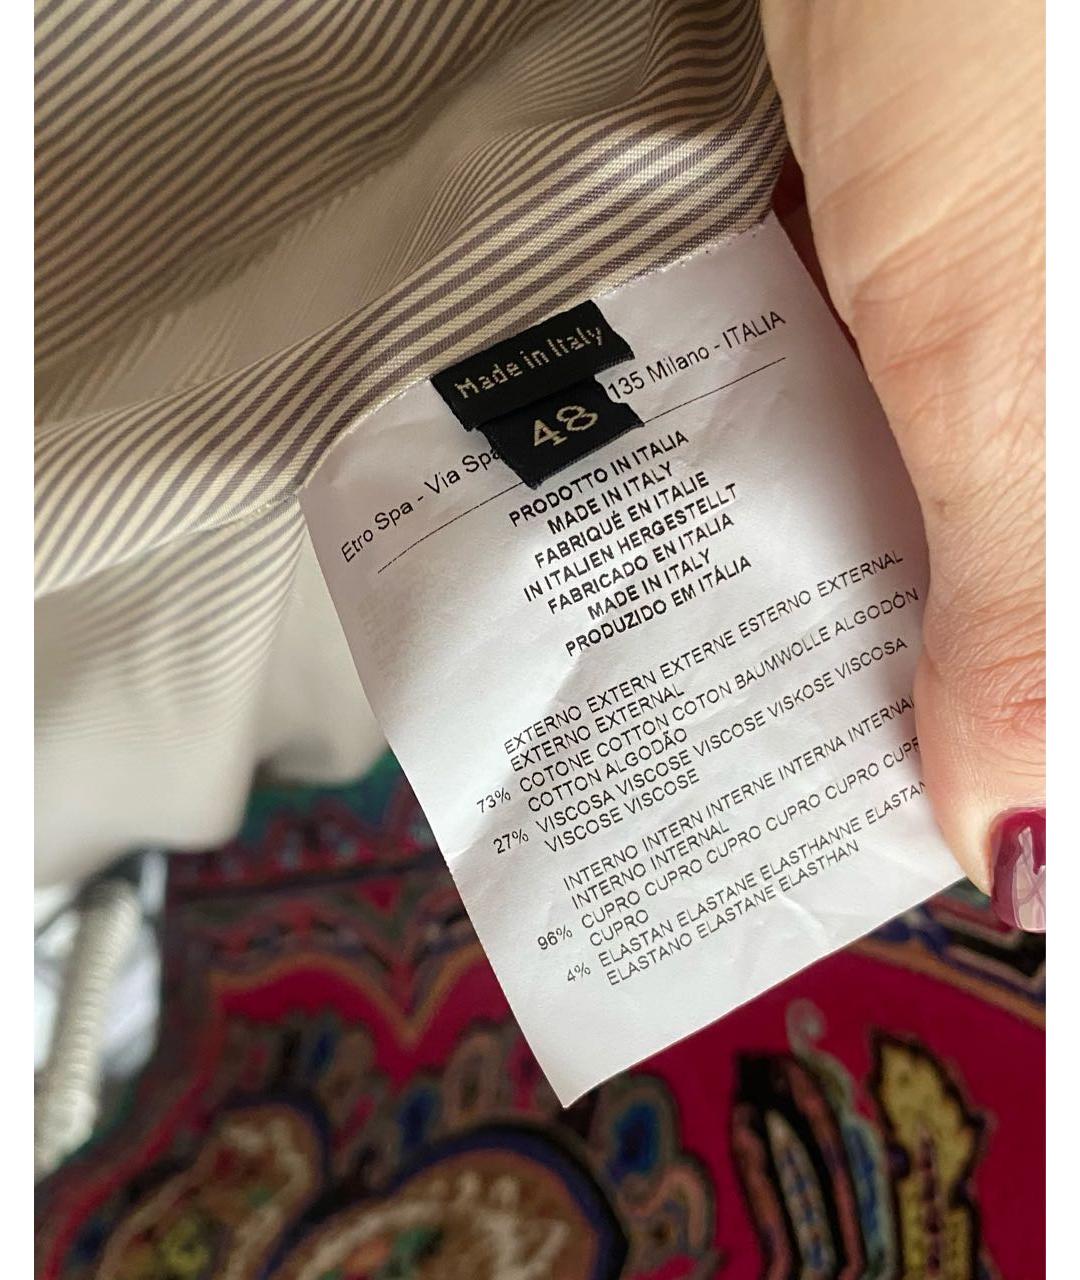 Made in Italy
48
Etro Spa - Via Spa 135 Milano - ITALIA
PRODOTTO IN ITALIA
MADE IN ITALY
FABRIQUÉ EN ITALIE
IN ITALIEN HERGESTELLT
FABRICADO EN ITALIA
MADE IN ITALY
PRODUZIDO EM ITÀLIA
EXTERNO EXTERN EXTERNE ESTERNO EXTERNAL
EXTERNO EXTERNAL
73% COTONE COTTON COTON BAUMWOLLE ALGODÓN
COTTON ALGODÃO
27% VISCOSA VISCOSE VISCOSE VISKOSE VISCOSA
VISCOSE VISCOSE
INTERNO INTERN INTERNE INTERNA INTERNAL
INTERNO INTERNAL
96% CUPRO CUPRO CUPRO CUPRO CUPRO
CUPRO
4% ELASTAN ELASTANE ELASTHANNE ELASTAN
ELASTANO ELASTANE ELASTHAN